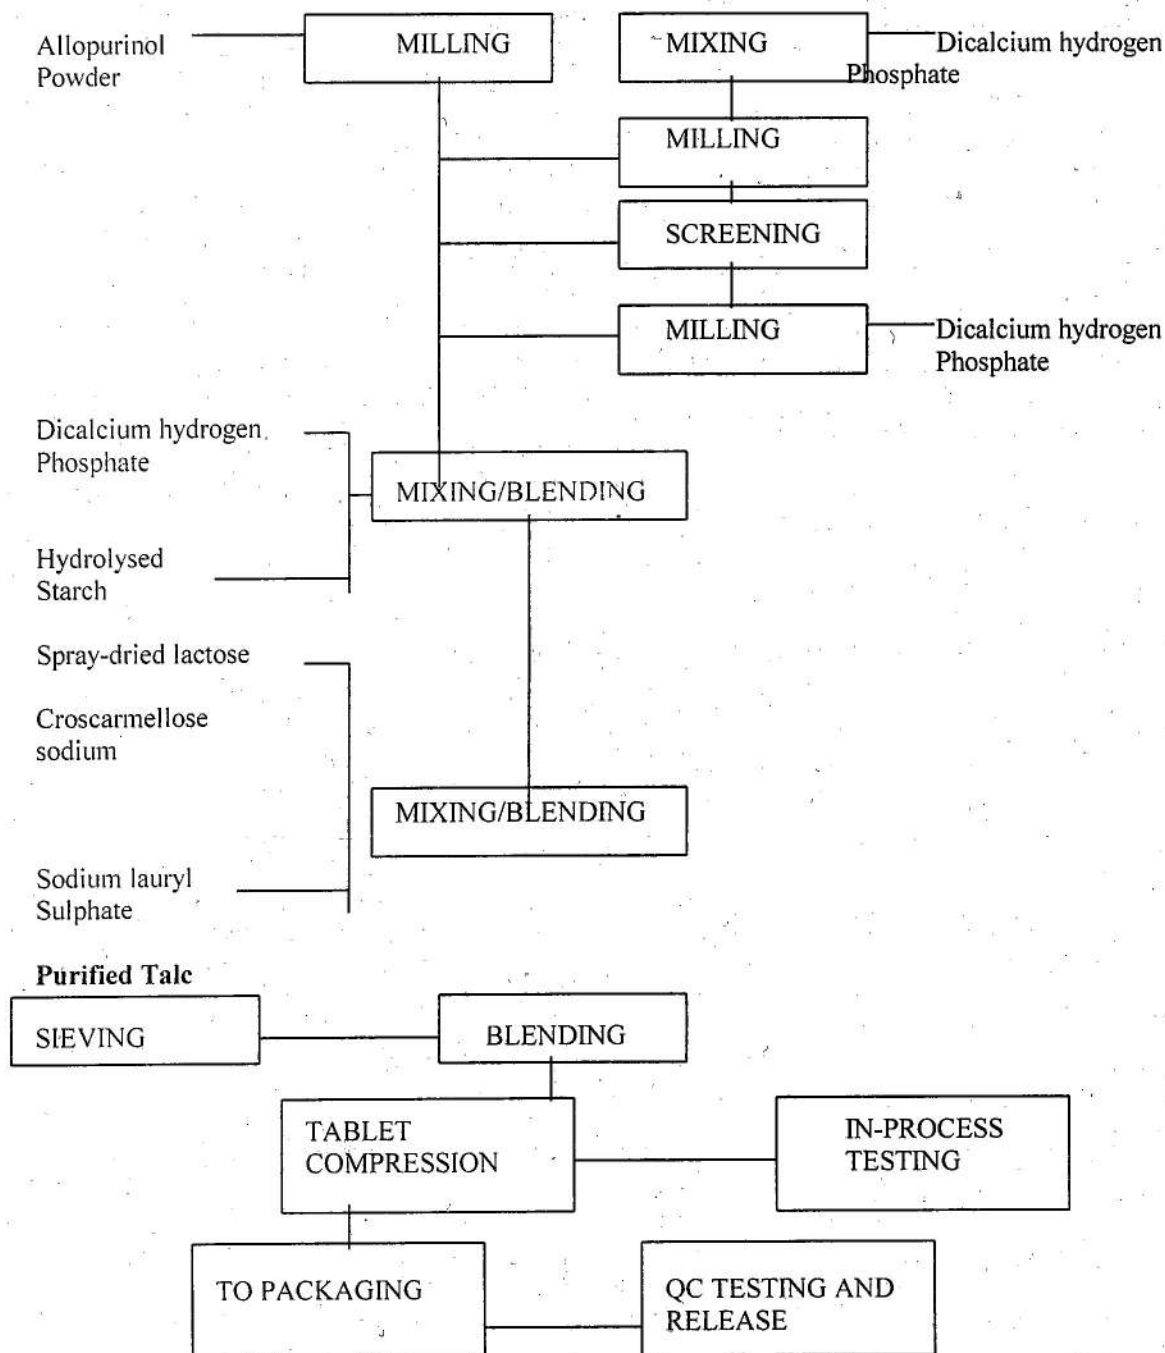 Allopurinol
Powder
MILLING
MIXING
Dicalcium hydrogen
Phosphate
MILLING
SCREENING
MILLING
Dicalcium hydrogen
Phosphate
Dicalcium hydrogen
Phosphate
MIXING/BLENDING
Hydrolysed
Starch
Spray-dried lactose
Croscarmellose
sodium
MIXING/BLENDING
Sodium lauryl
Sulphate
Purified Talc
SIEVING
BLENDING
TABLET
COMPRESSION
IN-PROCESS
TESTING
TO PACKAGING
QC TESTING AND
RELEASE